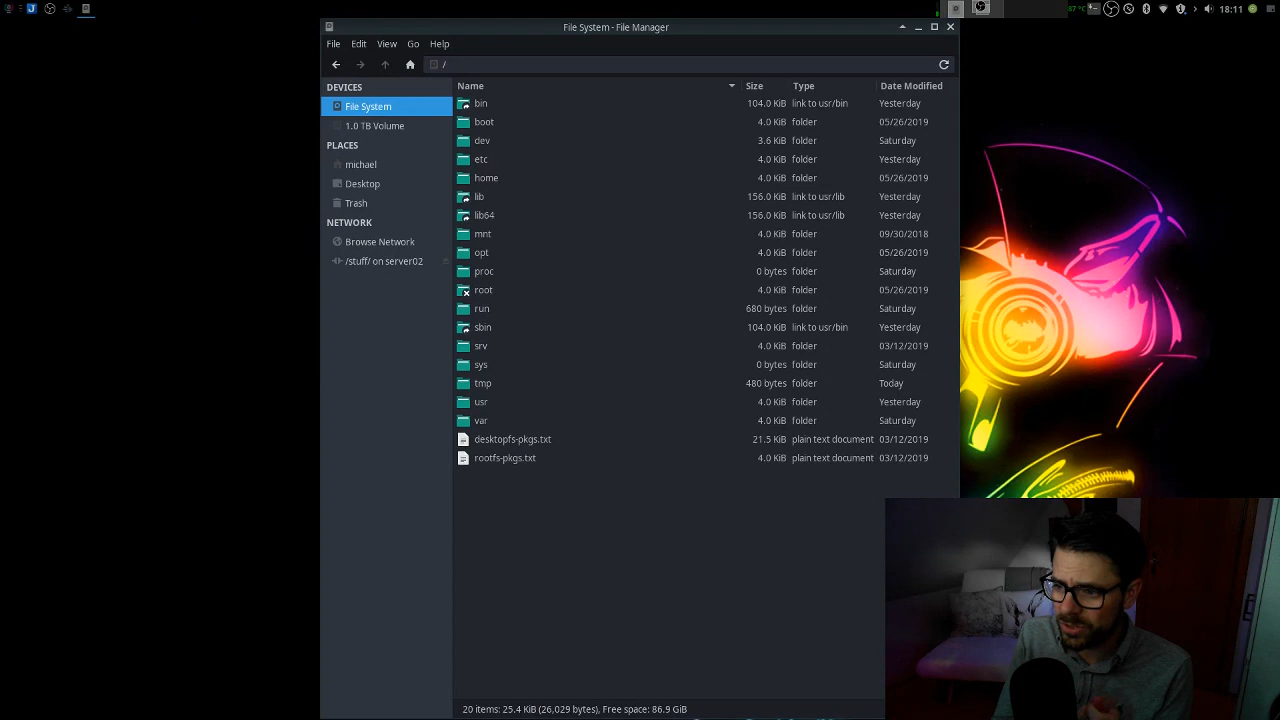 87 °C
18:11
File System - File Manager
File Edit View Go Help
/
DEVICES
File System
1.0 TB Volume
PLACES
michael
Desktop
Trash
NETWORK
Browse Network
/stuff/ on server02
Name Size Type Date Modified
bin 104.0 KiB link to usr/bin Yesterday
boot 4.0 KiB folder 05/26/2019
dev 3.6 KiB folder Saturday
etc 4.0 KiB folder Yesterday
home 4.0 KiB folder 05/26/2019
lib 156.0 KiB link to usr/lib Yesterday
lib64 156.0 KiB link to usr/lib Yesterday
mnt 4.0 KiB folder 09/30/2018
opt 4.0 KiB folder 05/26/2019
proc 0 bytes folder Saturday
root 4.0 KiB folder 05/26/2019
run 680 bytes folder Saturday
sbin 104.0 KiB link to usr/bin Yesterday
srv 4.0 KiB folder 03/12/2019
sys 0 bytes folder Saturday
tmp 480 bytes folder Today
usr 4.0 KiB folder Yesterday
var 4.0 KiB folder Saturday
desktopfs-pkgs.txt 21.5 KiB plain text document 03/12/2019
rootfs-pkgs.txt 4.0 KiB plain text document 03/12/2019
20 items: 25.4 KiB (26,029 bytes), Free space: 86.9 GiB